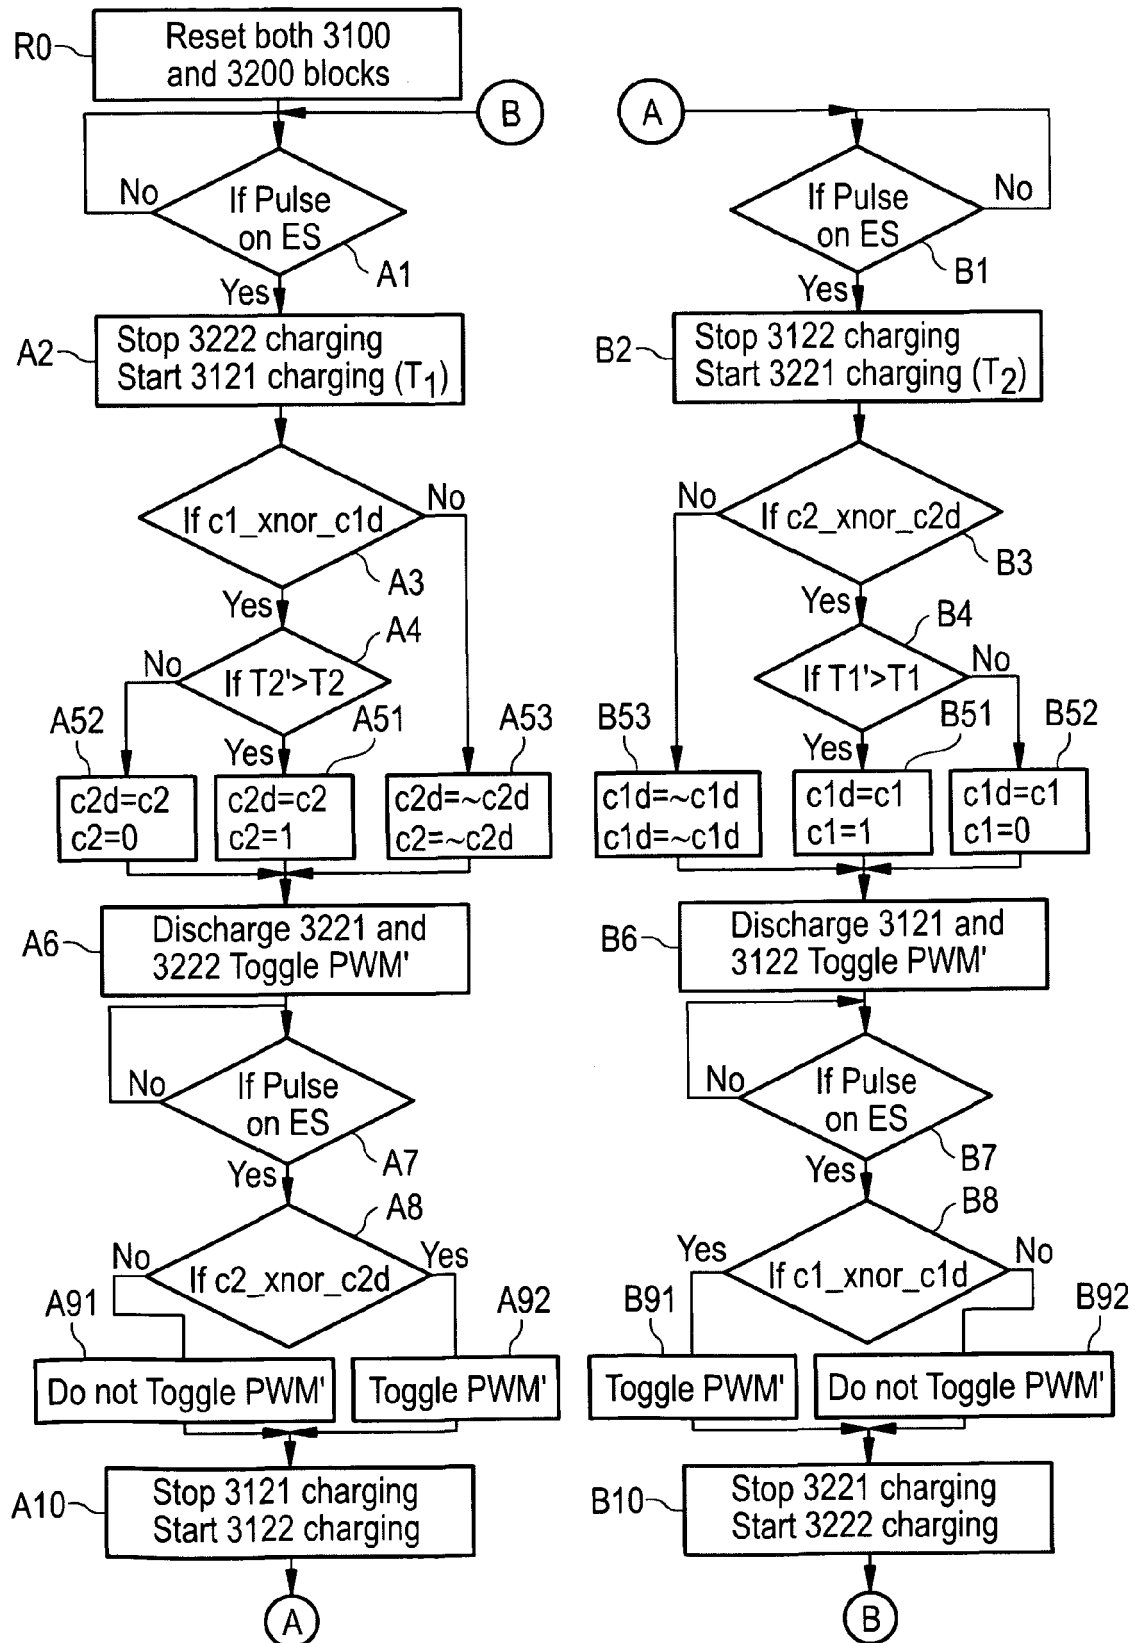 R0
Reset both 3100
and 3200 blocks
B
No
If Pulse
on ES
A1
Yes
A2
Stop 3222 charging
Start 3121 charging (T1)
If c1_xnor_c1d
No
A3
Yes
A4
No
If T2'>T2
A52
Yes
A51
A53
c2d=c2
c2=0
c2d=c2
c2=1
c2d=~c2d
c2=~c2d
A6
Discharge 3221 and
3222 Toggle PWM'
No
If Pulse
on ES
A7
Yes
A8
No
Yes
If c2_xnor_c2d
A91
A92
Do not Toggle PWM'
Toggle PWM'
A10
Stop 3121 charging
Start 3122 charging
A
A
If Pulse
on ES
No
B1
Yes
B2
Stop 3122 charging
Start 3221 charging (T2)
No
If c2_xnor_c2d
B3
Yes
B4
If T1'>T1
No
B53
Yes
B51
B52
c1d=~c1d
c1d=~c1d
c1d=c1
c1=1
c1d=c1
c1=0
B6
Discharge 3121 and
3122 Toggle PWM'
No
If Pulse
on ES
B7
Yes
B8
Yes
No
If c1_xnor_c1d
B91
B92
Toggle PWM'
Do not Toggle PWM'
B10
Stop 3221 charging
Start 3222 charging
B